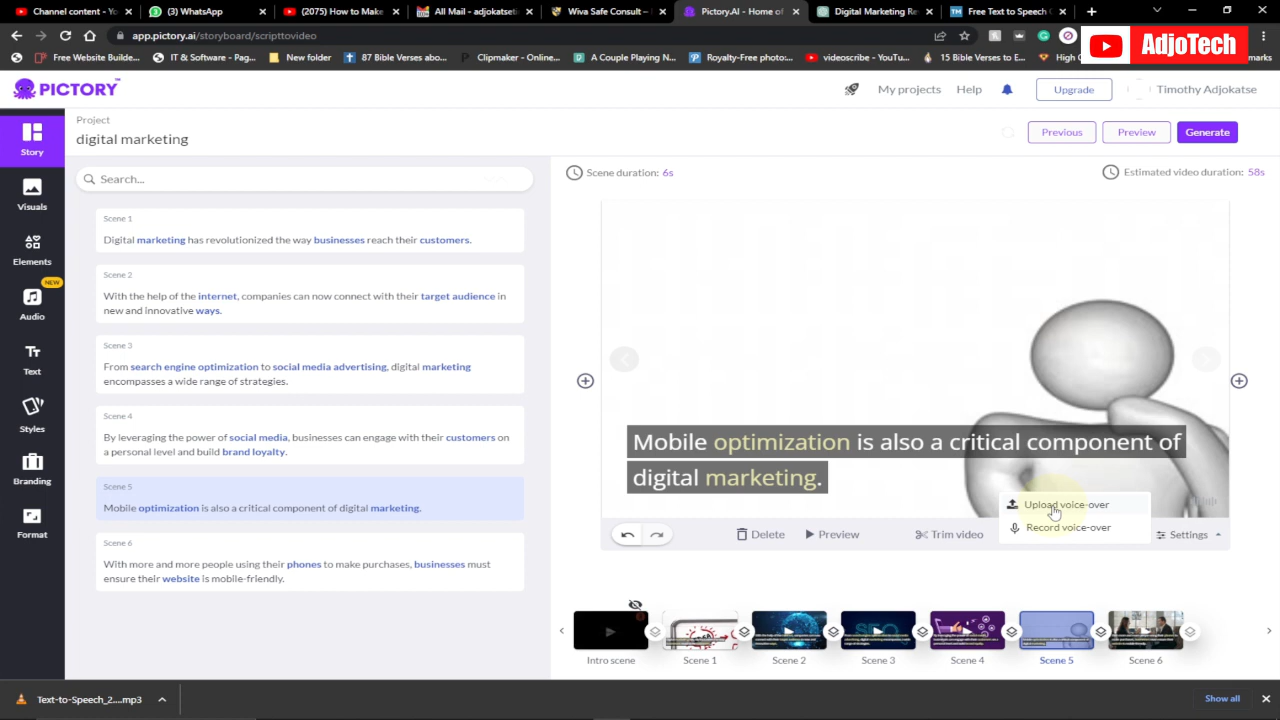 Channel content - Yo
(3) WhatsApp
(2075) How to Make
All Mail - adjokatset
Wiva Safe Consult –
Pictory.AI - Home of
Digital Marketing Re
Free Text to Speech C
app.pictory.ai/storyboard/scripttovideo
AdjoTech
Free Website Builde...
IT & Software - Pag...
New folder
87 Bible Verses abo...
Clipmaker - Online...
A Couple Playing N...
Royalty-Free photo...
videoscribe - YouTu...
15 Bible Verses to E
High
marks
PICTORY™
My projects
Help
Upgrade
Timothy Adjokatse
Project
digital marketing
Previous
Preview
Generate
Story
Visuals
Elements
NEW
Audio
Text
Styles
Branding
Format
Search...
Scene 1
Digital marketing has revolutionized the way businesses reach their customers.
Scene 2
With the help of the internet, companies can now connect with their target audience in
new and innovative ways.
Scene 3
From search engine optimization to social media advertising, digital marketing
encompasses a wide range of strategies.
Scene 4
By leveraging the power of social media, businesses can engage with their customers on
a personal level and build brand loyalty.
Scene 5
Mobile optimization is also a critical component of digital marketing.
Scene 6
With more and more people using their phones to make purchases, businesses must
ensure their website is mobile-friendly.
Scene duration: 6s
Estimated video duration: 58s
Mobile optimization is also a critical component of
digital marketing.
Upload voice-over
Record voice-over
Delete
Preview
Trim video
Settings
SEO
Intro scene
Scene 1
Scene 2
Scene 3
Scene 4
Scene 5
Scene 6
Text-to-Speech_2....mp3
Show all